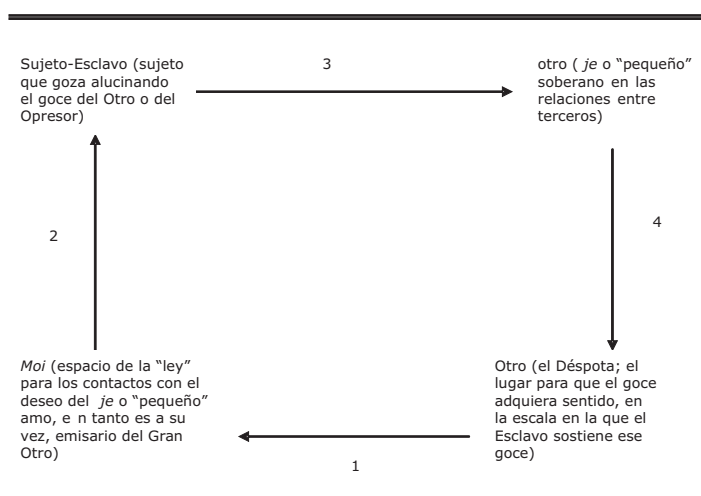 Sujeto-Esclavo (sujeto
que goza alucinando
el goce del Otro o del
Opresor)
3
otro ( je o “pequeño”
soberano en las
relaciones entre
terceros)
2
4
Moi (espacio de la “ley”
para los contactos con el
deseo del je o “pequeño”
amo, e n tanto es a su
vez, emisario del Gran
Otro)
Otro (el Déspota; el
lugar para que el goce
adquiera sentido, en
la escala en la que el
Esclavo sostiene ese
goce)
1